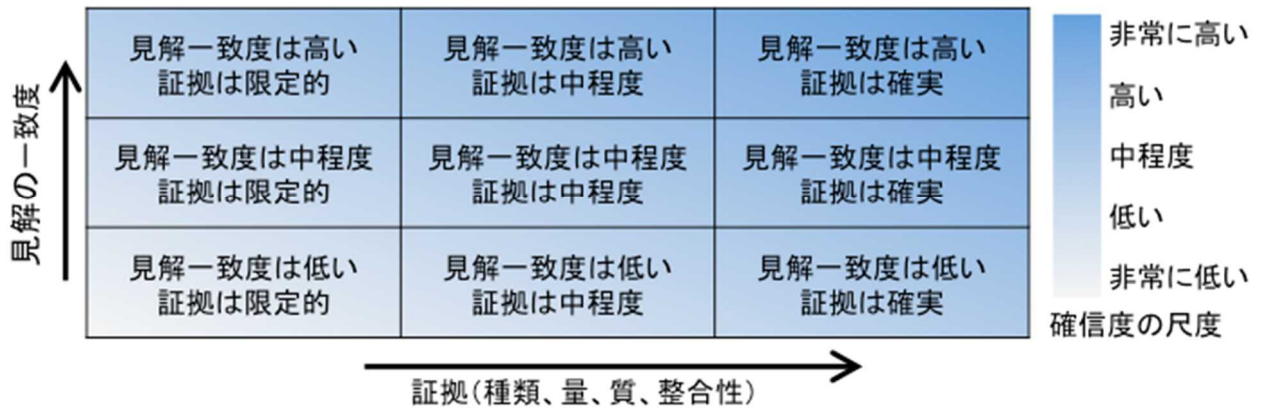 見解一致度は高い
証拠は限定的
見解一致度は高い
証拠は中程度
見解一致度は高い
証拠は確実
見解一致度は中程度
証拠は限定的
見解一致度は中程度
証拠は中程度
見解一致度は中程度
証拠は確実
見解一致度は低い
証拠は限定的
見解一致度は低い
証拠は中程度
見解一致度は低い
証拠は確実
見解の一致度
証拠(種類、量、質、整合性)
非常に高い
高い
中程度
低い
非常に低い
確信度の尺度